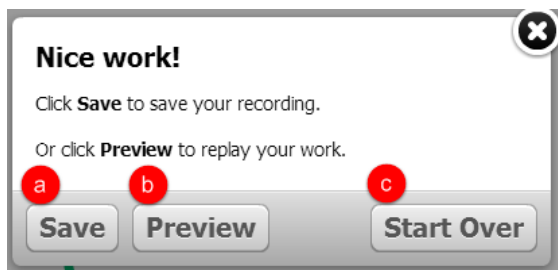 Nice work!
Click Save to save your recording.
Or click Preview to replay your work.
a b c
Save Preview Start Over